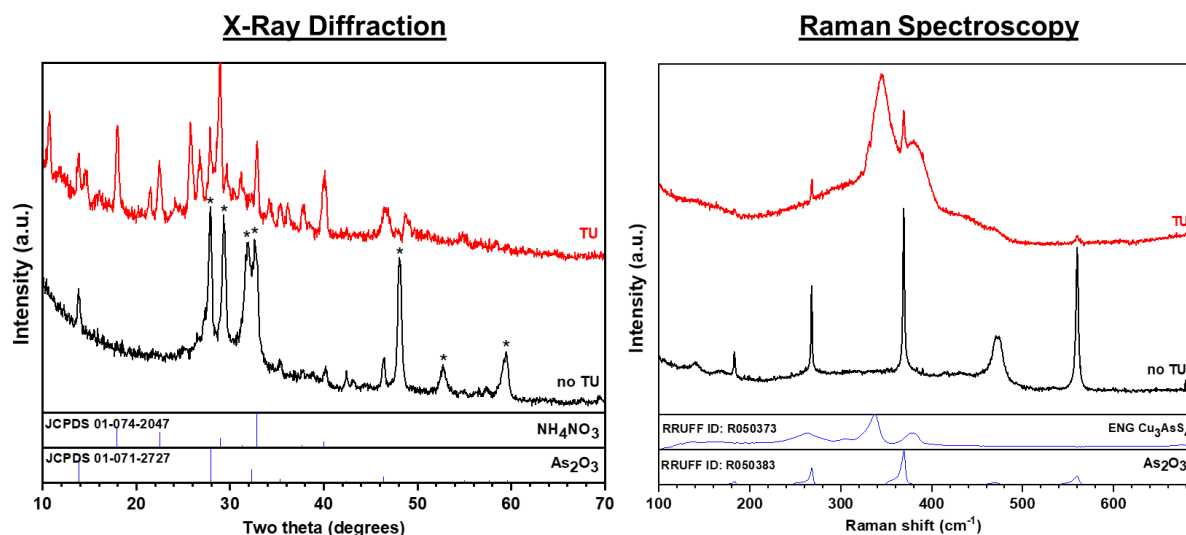 X-Ray Diffraction
Intensity (a.u.)
TU
* * * * * * *
no TU
JCPDS 01-074-2047
NH₄NO₃
JCPDS 01-071-2727
As₂O₃
10 20 30 40 50 60 70
Two theta (degrees)
Raman Spectroscopy
Intensity (a.u.)
TU
no TU
RRUFF ID: R050373
ENG Cu₃AsS
RRUFF ID: R050383
As₂O₃
100 200 300 400 500 600
Raman shift (cm⁻¹)